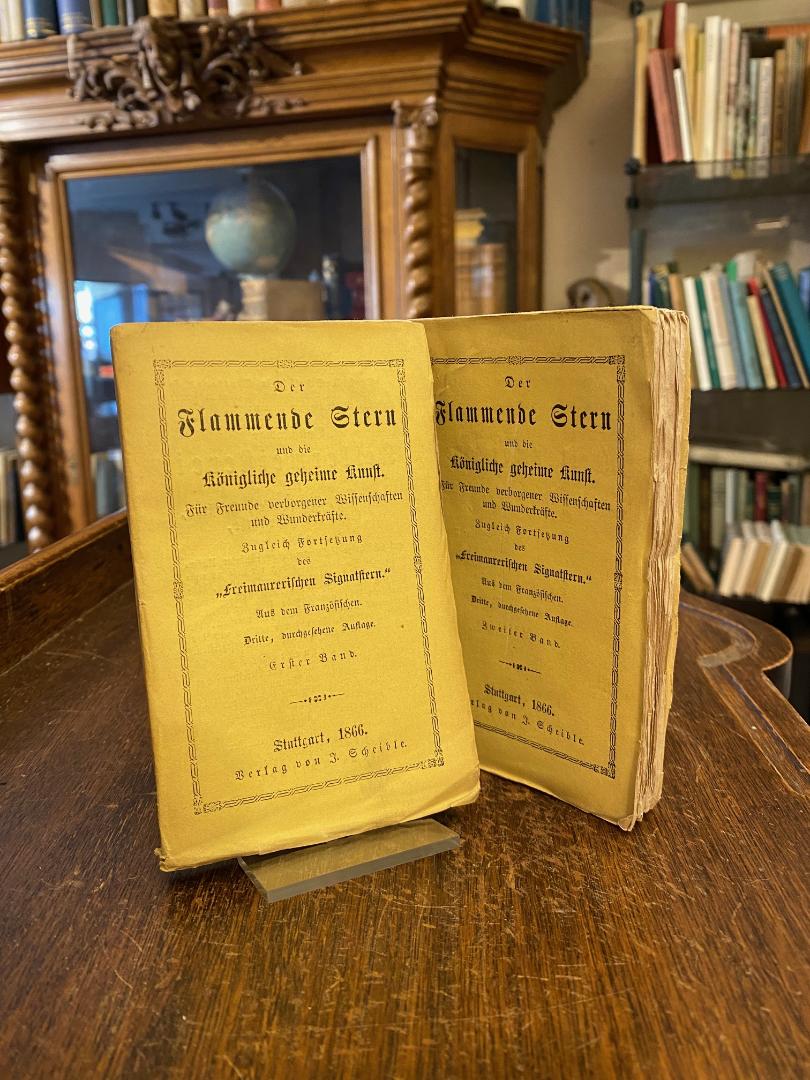 Der
Flammende Stern
und die
Königliche geheime Kunst.
Für Freunde verborgener Wissenschaften
und Wunderkräfte.
Zugleich Fortsetzung
des
„Freimaurerischen Signatstern.“
Aus dem Französischen.
Dritte, durchgesehene Auflage.
Erster Band.
Stuttgart, 1866.
Verlag von J. Scheible.
Der
Flammende Stern
und die
Königliche geheime Kunst.
Für Freunde verborgener Wissenschaften
und Wunderkräfte.
Zugleich Fortsetzung
des
„Freimaurerischen Signatstern.“
Aus dem Französischen.
Dritte, durchgesehene Auflage.
Zweiter Band.
Stuttgart, 1866.
von J. Scheible.